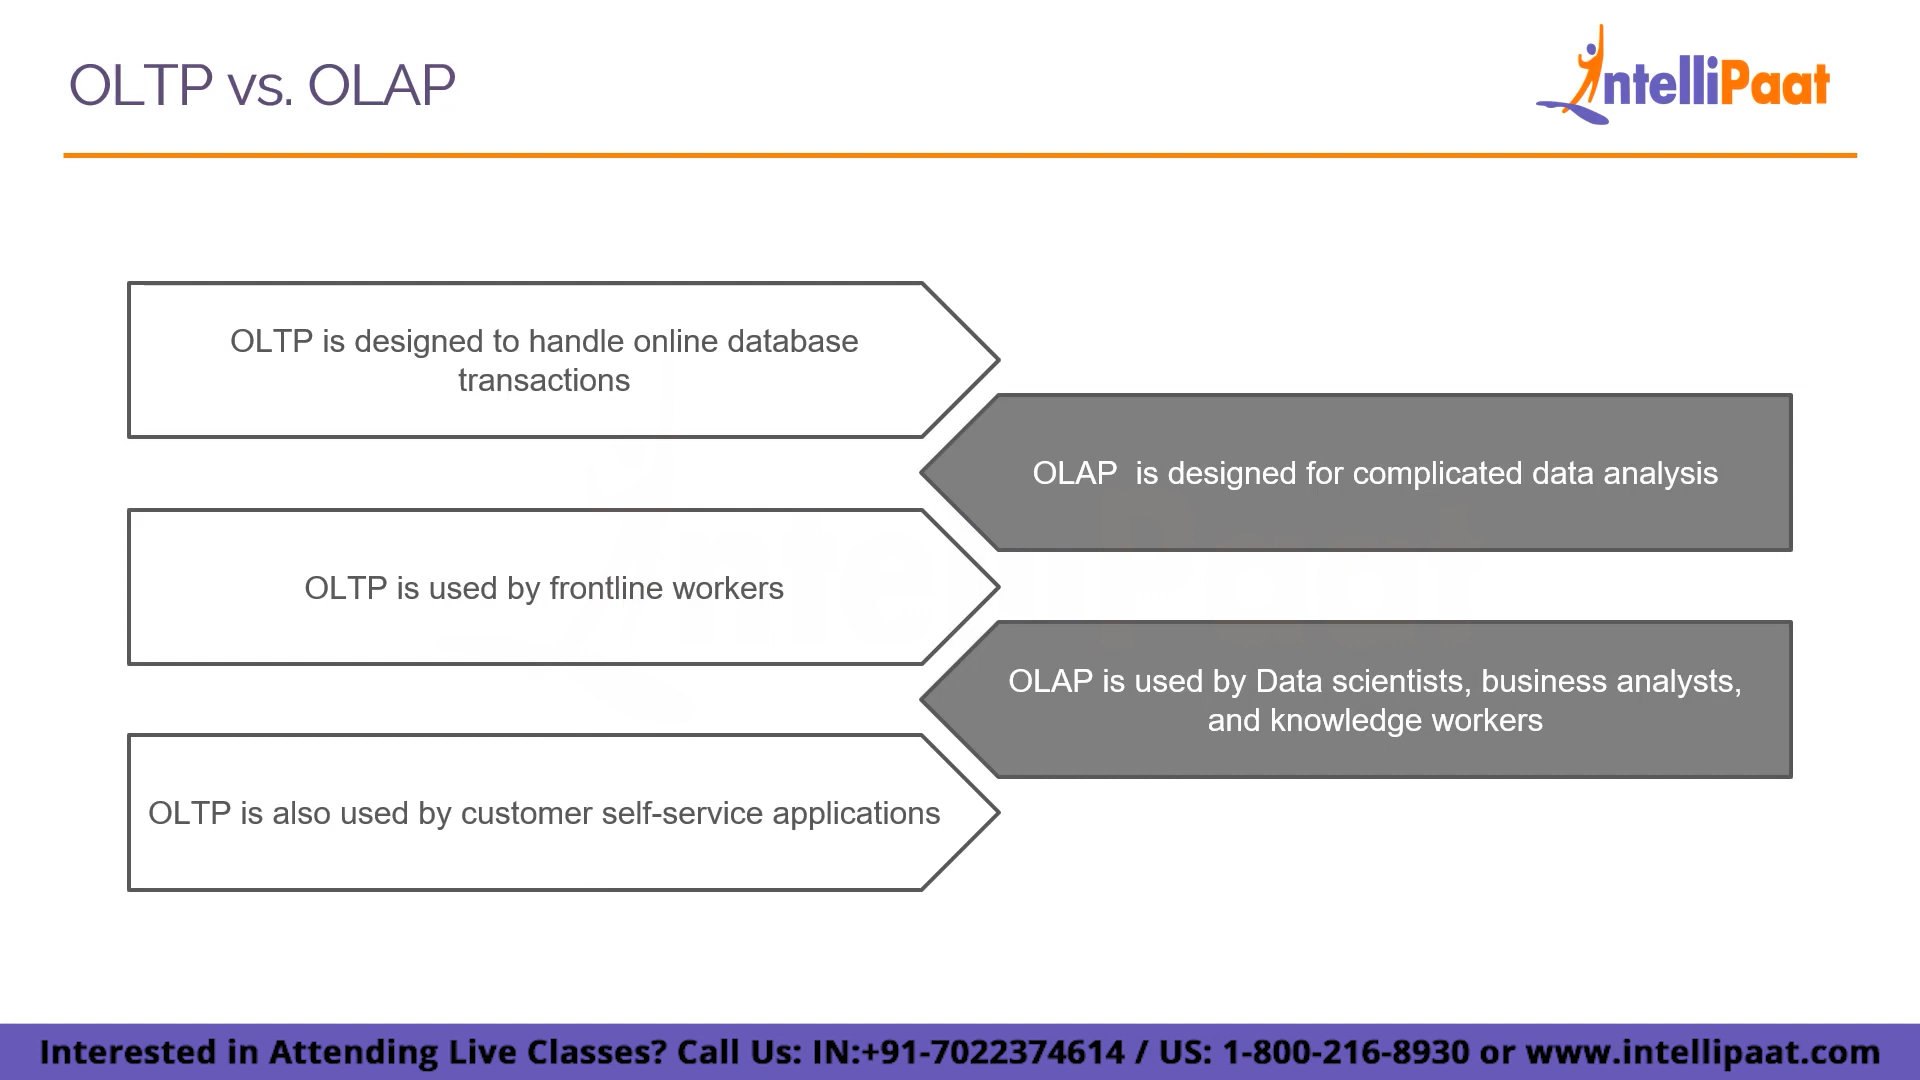 OLTP vs. OLAP
IntelliPaat
OLTP is designed to handle online database
transactions
OLAP is designed for complicated data analysis
OLTP is used by frontline workers
OLAP is used by Data scientists, business analysts,
and knowledge workers
OLTP is also used by customer self-service applications
Interested in Attending Live Classes? Call Us: IN:+91-7022374614 / US: 1-800-216-8930 or www.intellipaat.com